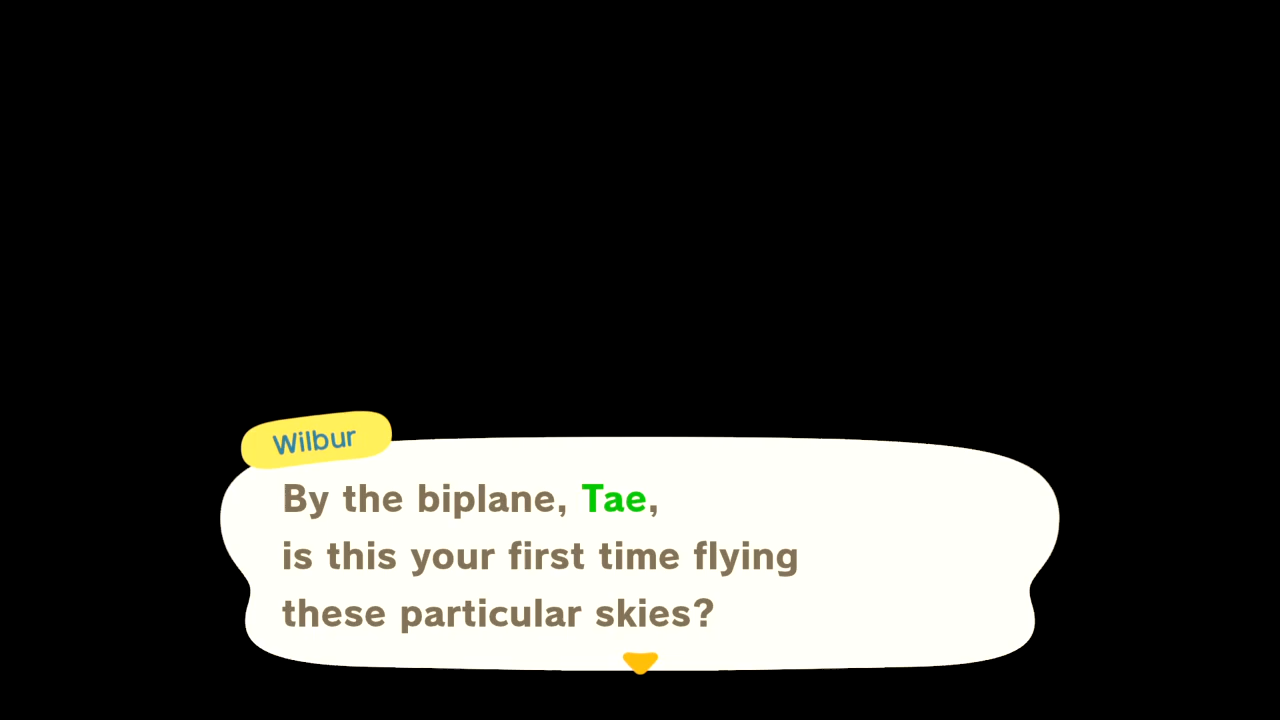 Wilbur
By the biplane, Tae,
is this your first time flying
these particular skies?